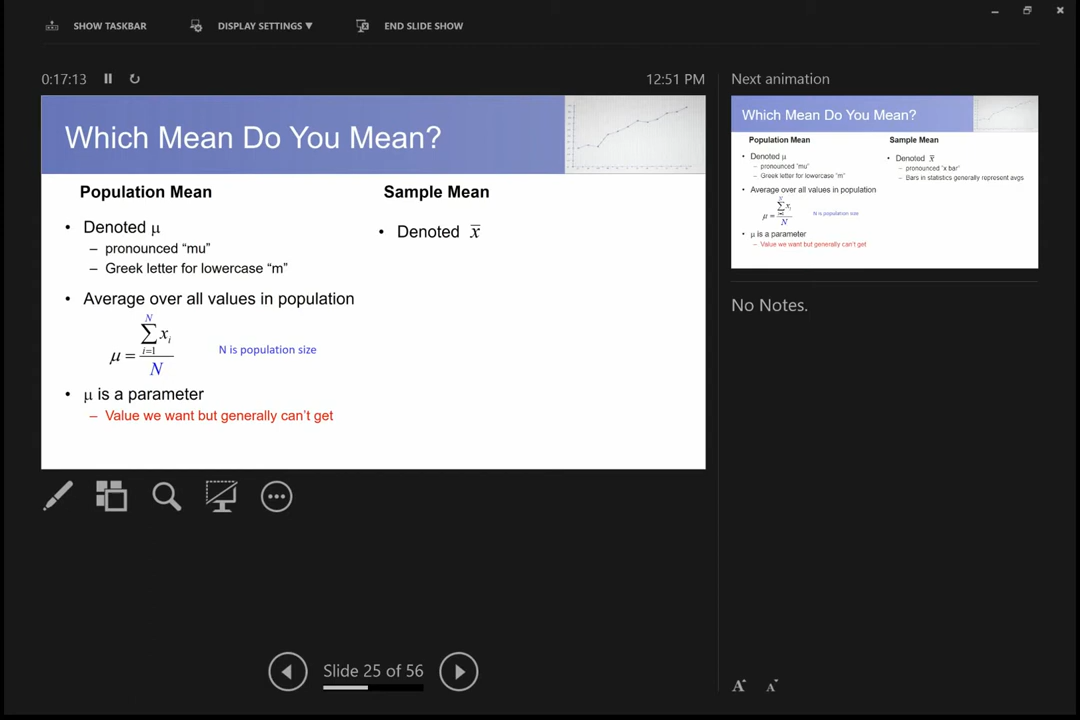 SHOW TASKBAR
DISPLAY SETTINGS ▼
END SLIDE SHOW
0:17:13
12:51 PM
Which Mean Do You Mean?
Population Mean
• Denoted μ
– pronounced “mu”
– Greek letter for lowercase “m”
• Average over all values in population
μ = ∑ᵢ₌₁ᴺ xᵢ / N
N is population size
• μ is a parameter
– Value we want but generally can’t get
Sample Mean
• Denoted x̅
Next animation
Which Mean Do You Mean?
Population Mean
• Denoted μ
– pronounced “mu”
– Greek letter for lowercase “m”
• Average over all values in population
μ = ∑ᵢ₌₁ᴺ xᵢ / N
N is population size
• μ is a parameter
– Value we want but generally can’t get
Sample Mean
• Denoted x̅
– pronounced “x bar”
– Bars in statistics generally represent avgs
No Notes.
Slide 25 of 56
A A